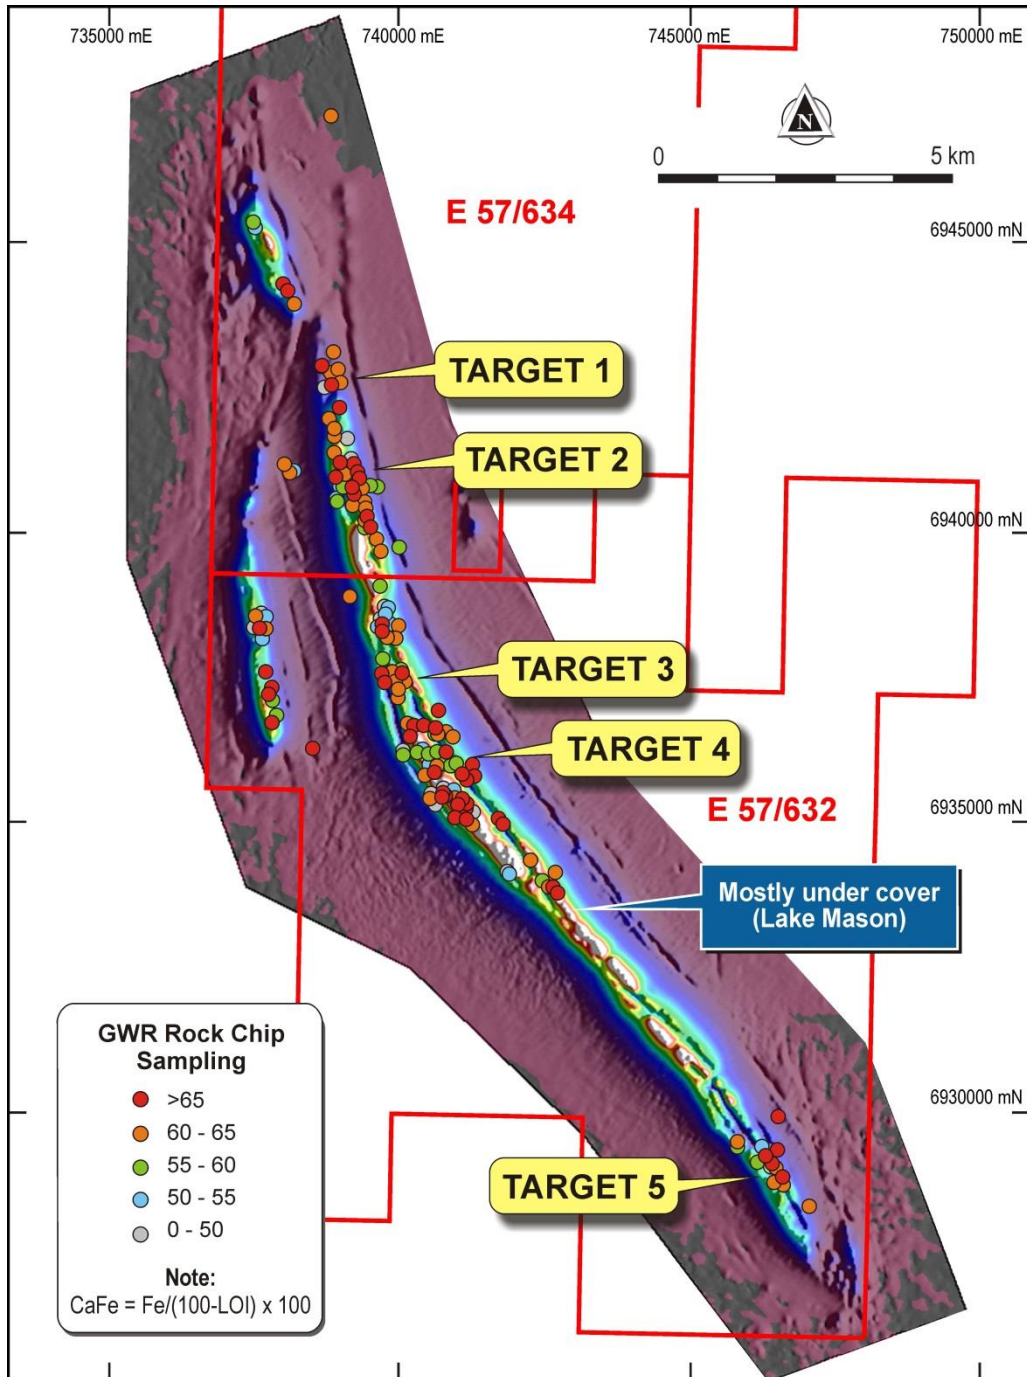 735000 mE
740000 mE
745000 mE
750000 mE
N
0
5 km
E 57/634
6945000 mN
TARGET 1
TARGET 2
6940000 mN
TARGET 3
TARGET 4
E 57/632
6935000 mN
Mostly under cover
(Lake Mason)
GWR Rock Chip
Sampling
>65
60 - 65
55 - 60
50 - 55
0 - 50
Note:
CaFe = Fe/(100-LOI) x 100
6930000 mN
TARGET 5